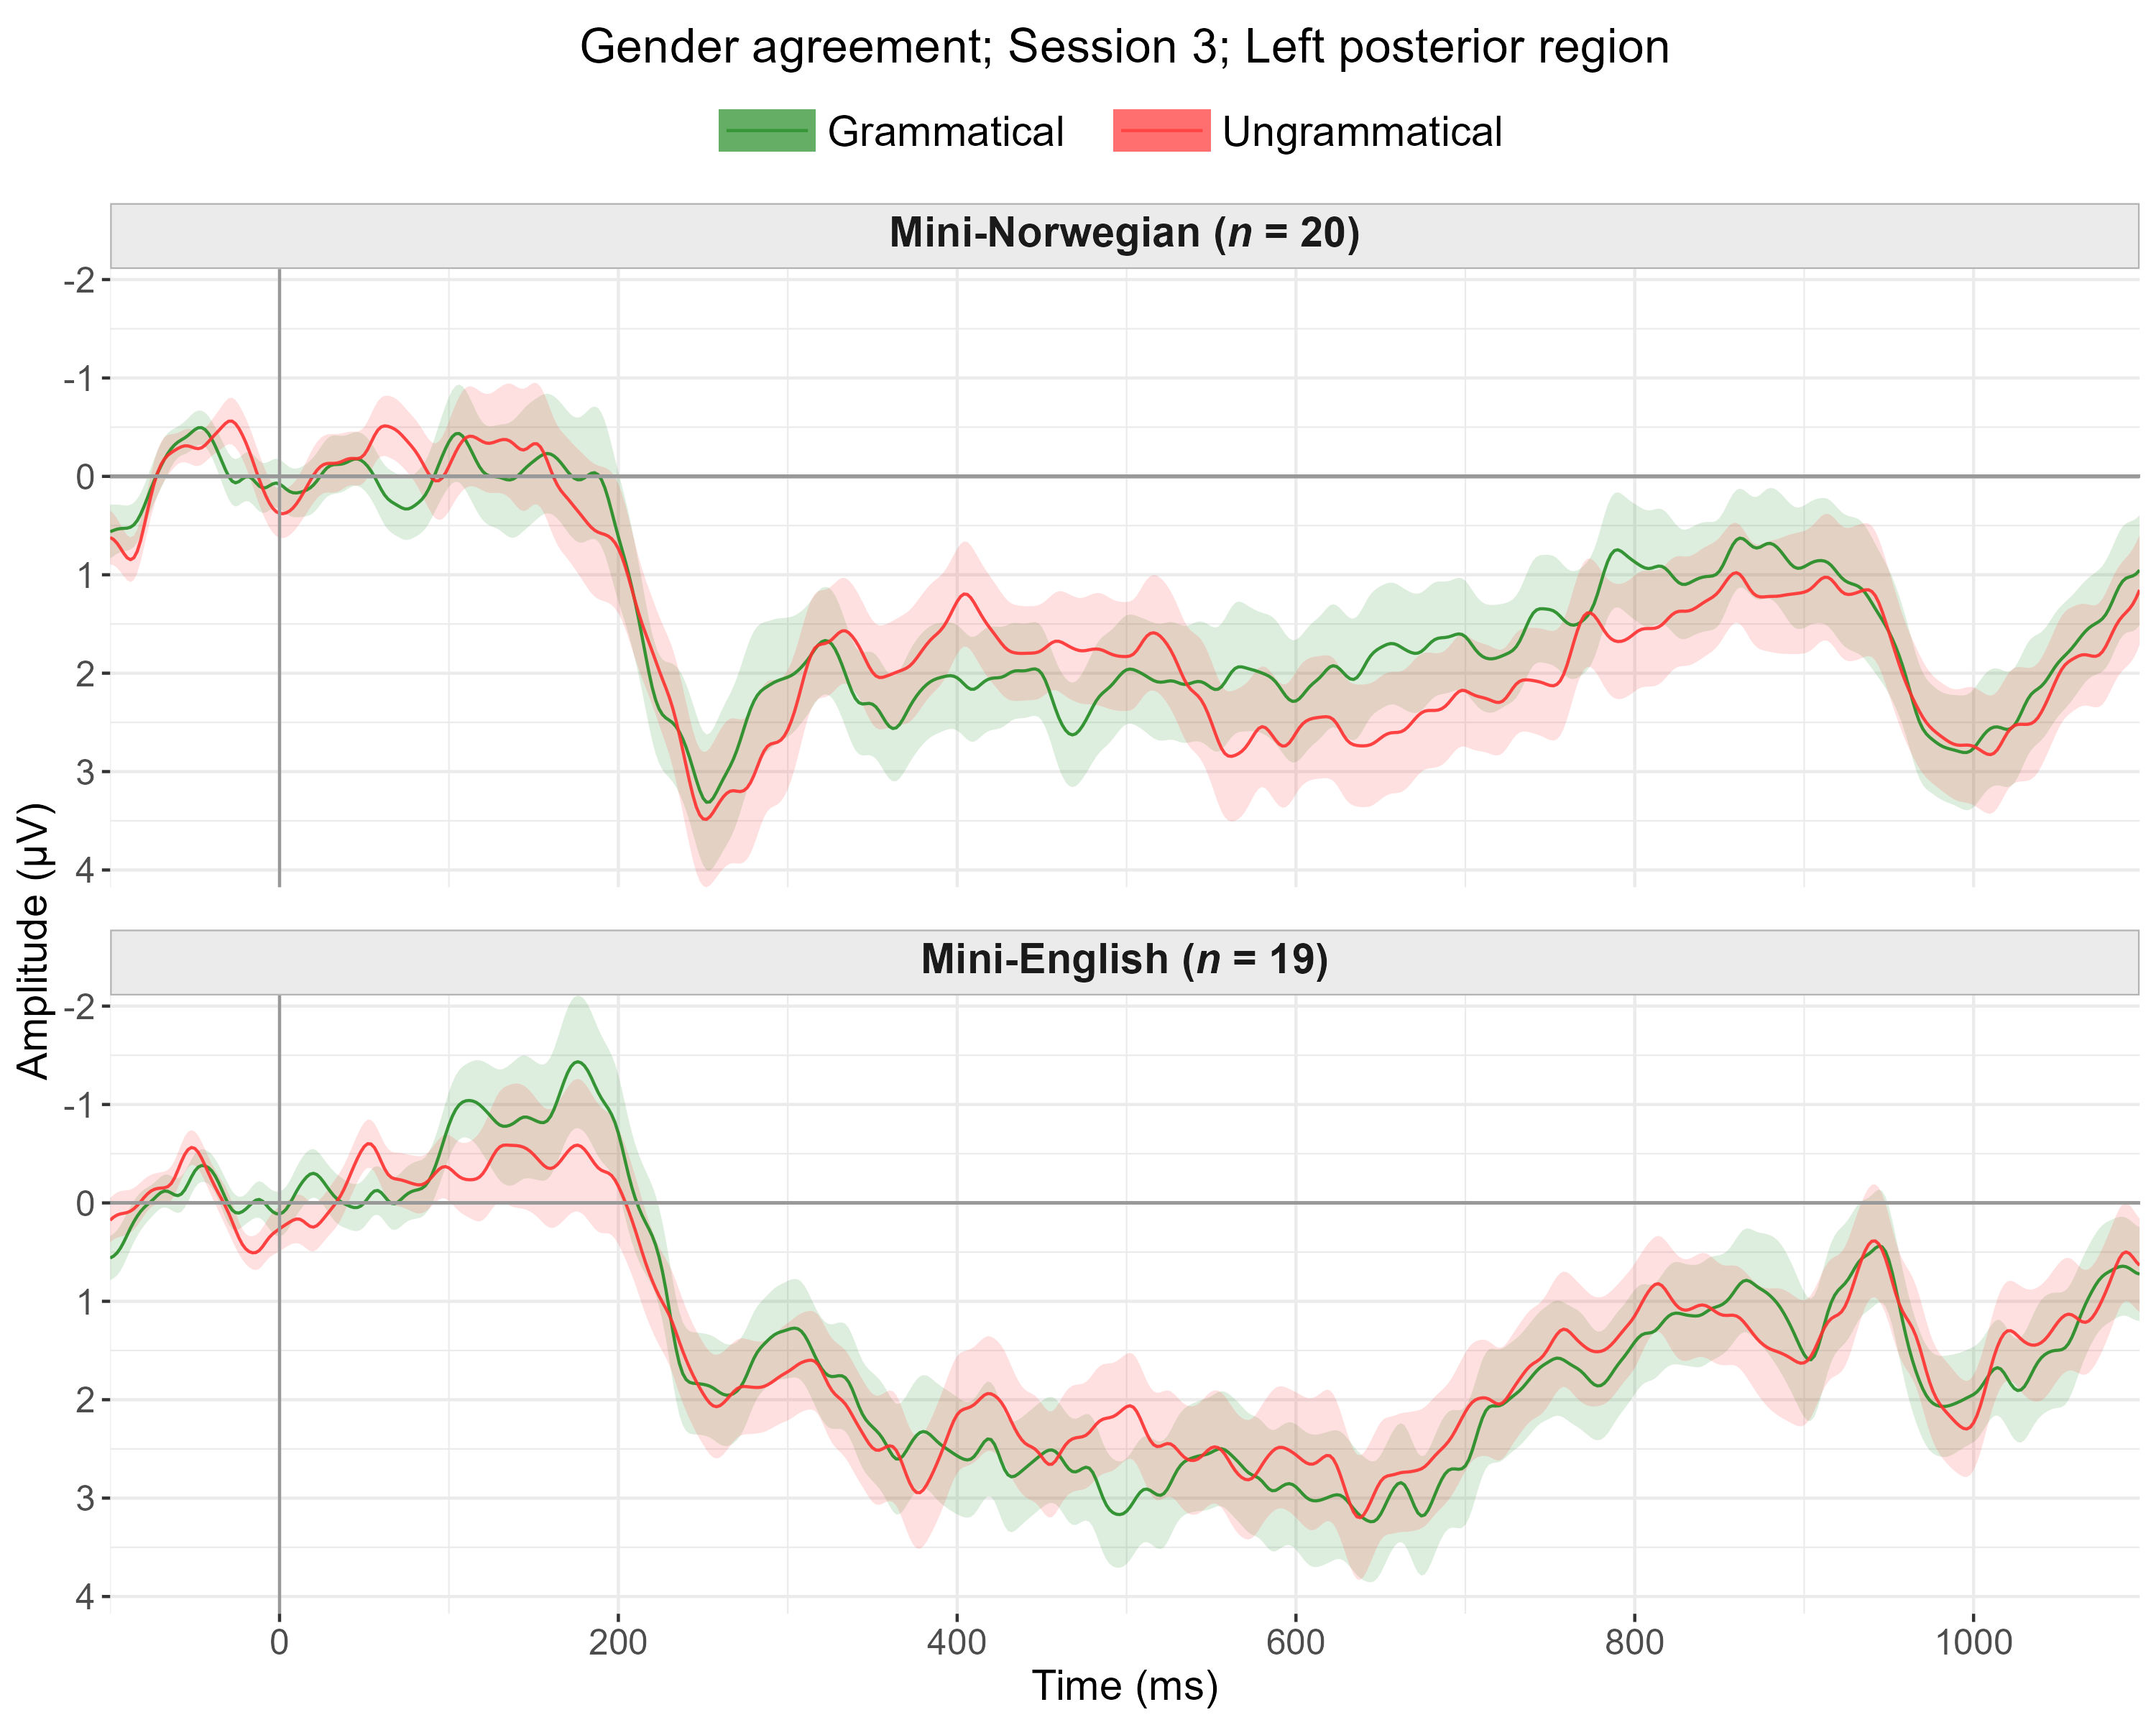 Gender agreement; Session 3; Left posterior region
Grammatical Ungrammatical
Mini-Norwegian (n = 20)
-2
-1
0
1
2
3
4
Amplitude (µV)
Mini-English (n = 19)
-2
-1
0
1
2
3
4
0 200 400 600 800 1000
Time (ms)